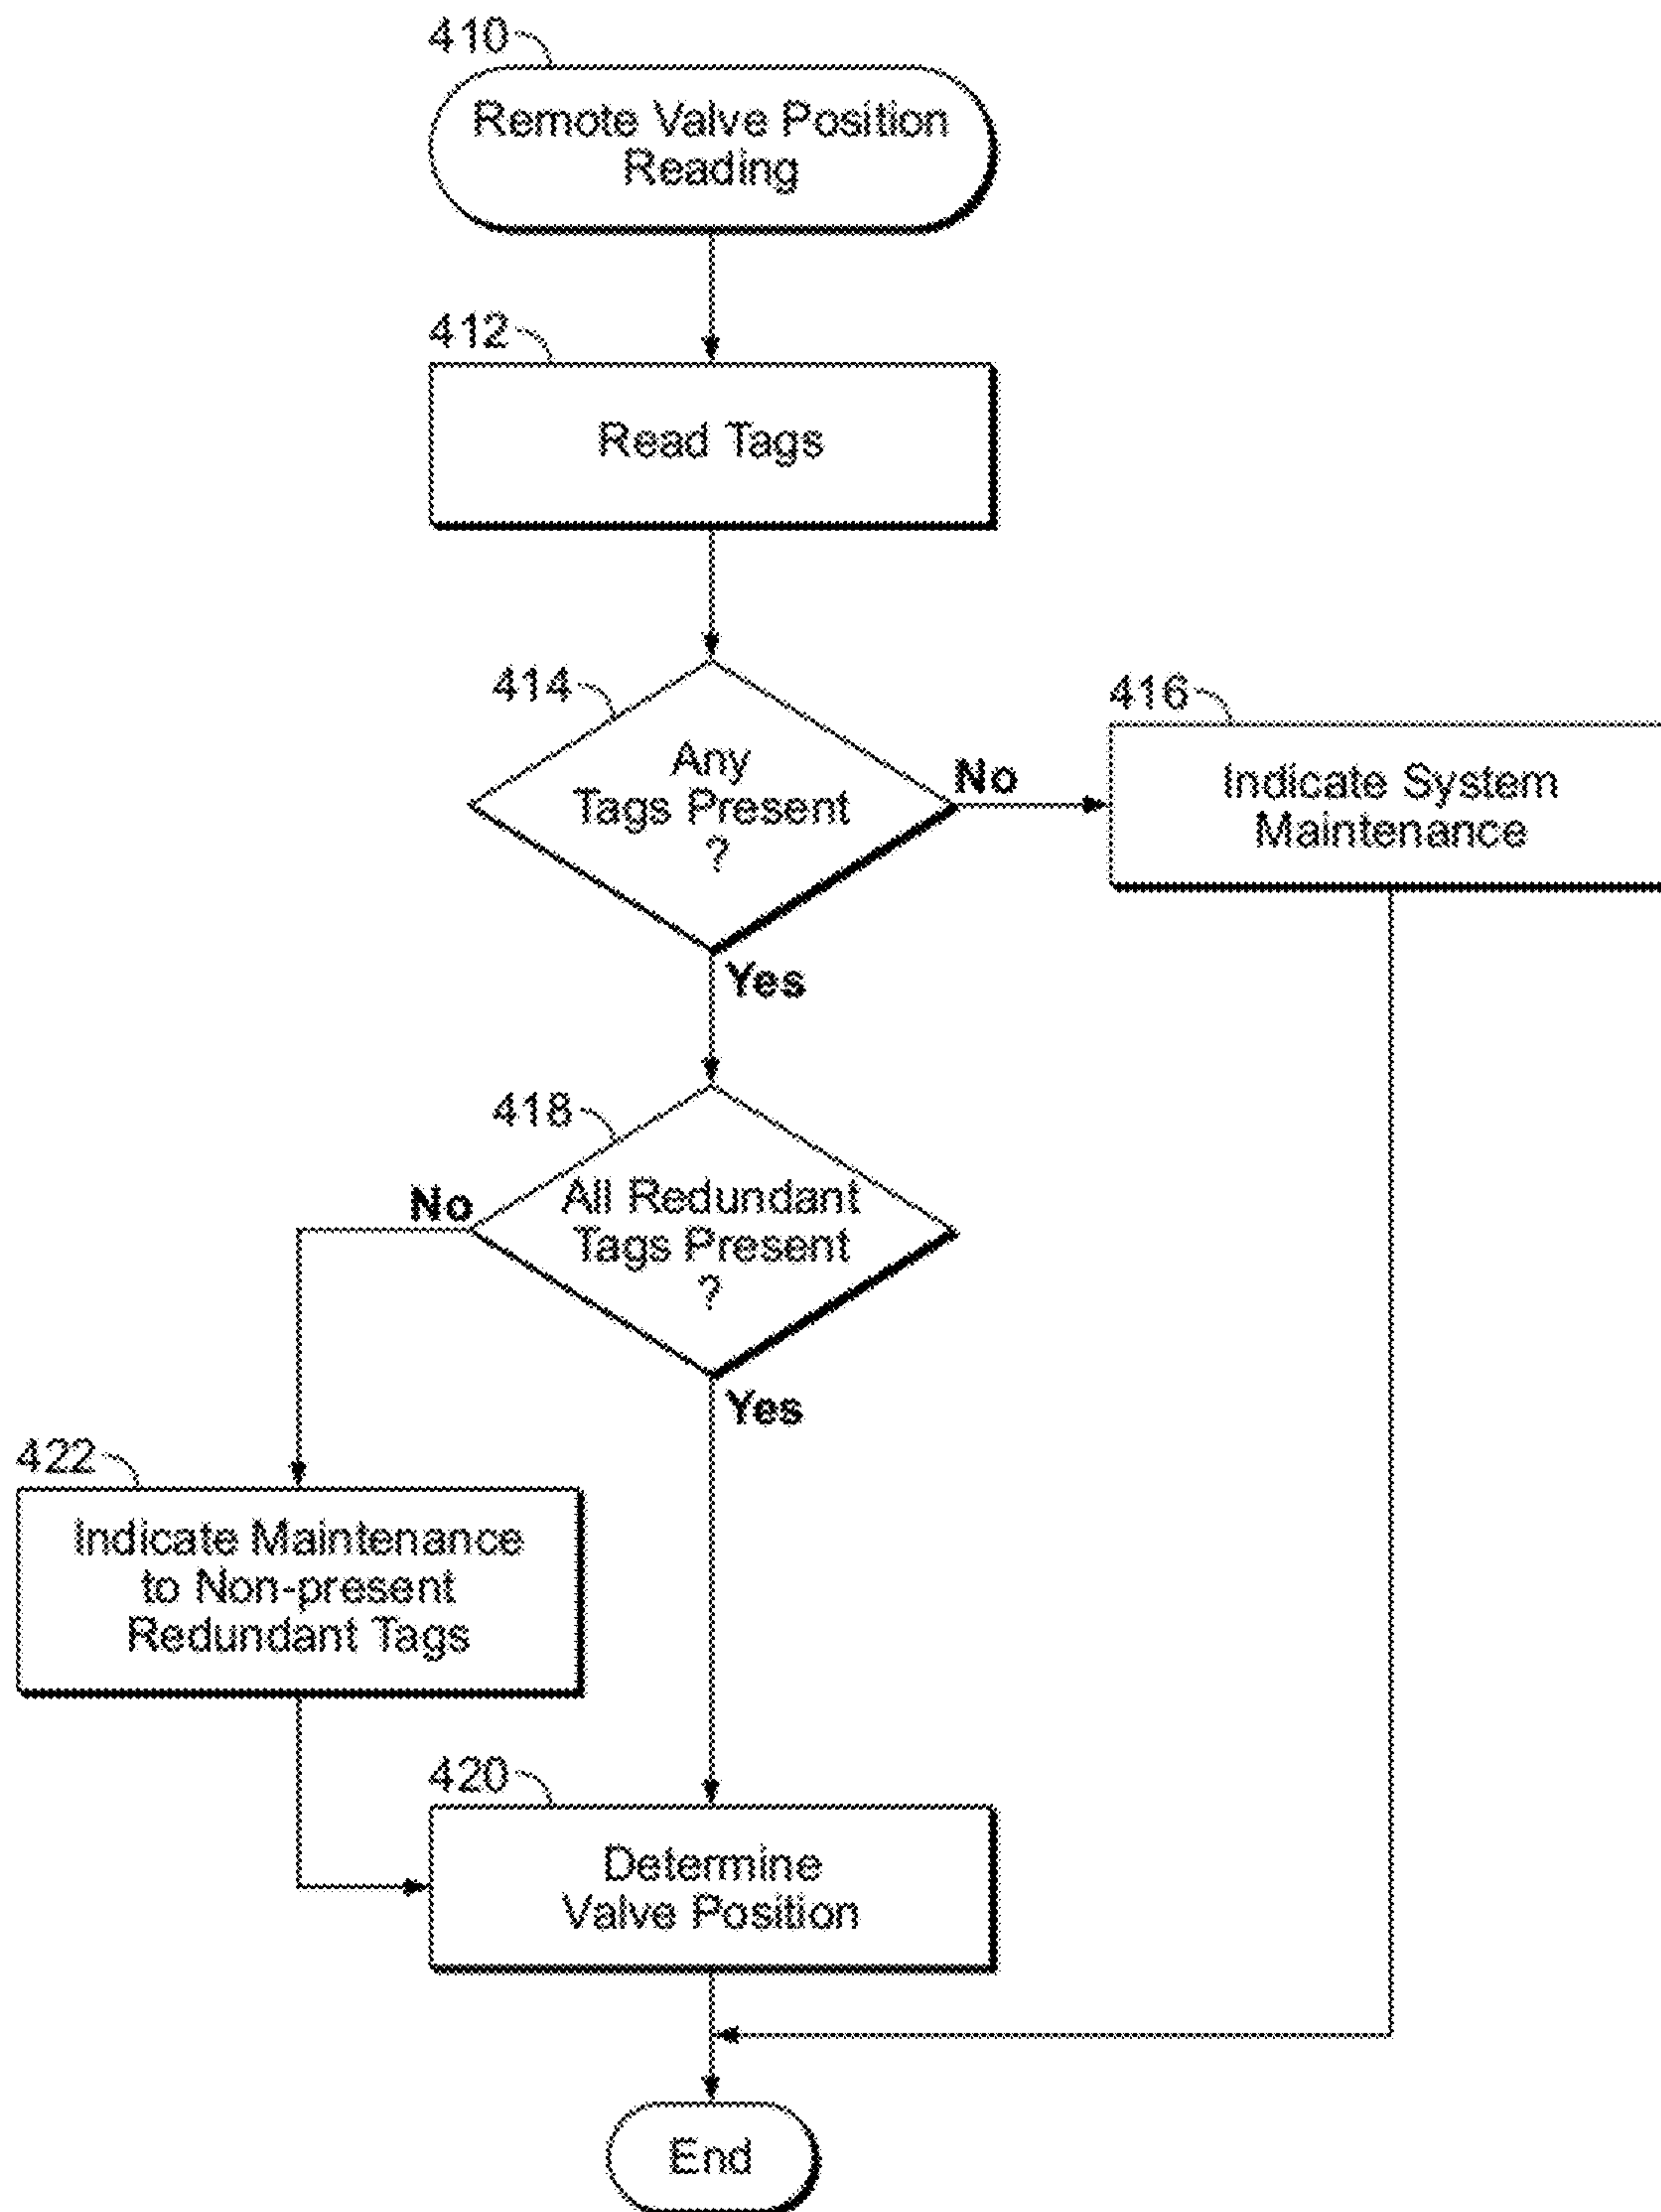 410
Remote Valve Position
Reading
412
Read Tags
414
Any
Tags Present
?
No
416
Indicate System
Maintenance
Yes
418
All Redundant
Tags Present
?
No
Yes
422
Indicate Maintenance
to Non-present
Redundant Tags
420
Determine
Valve Position
End